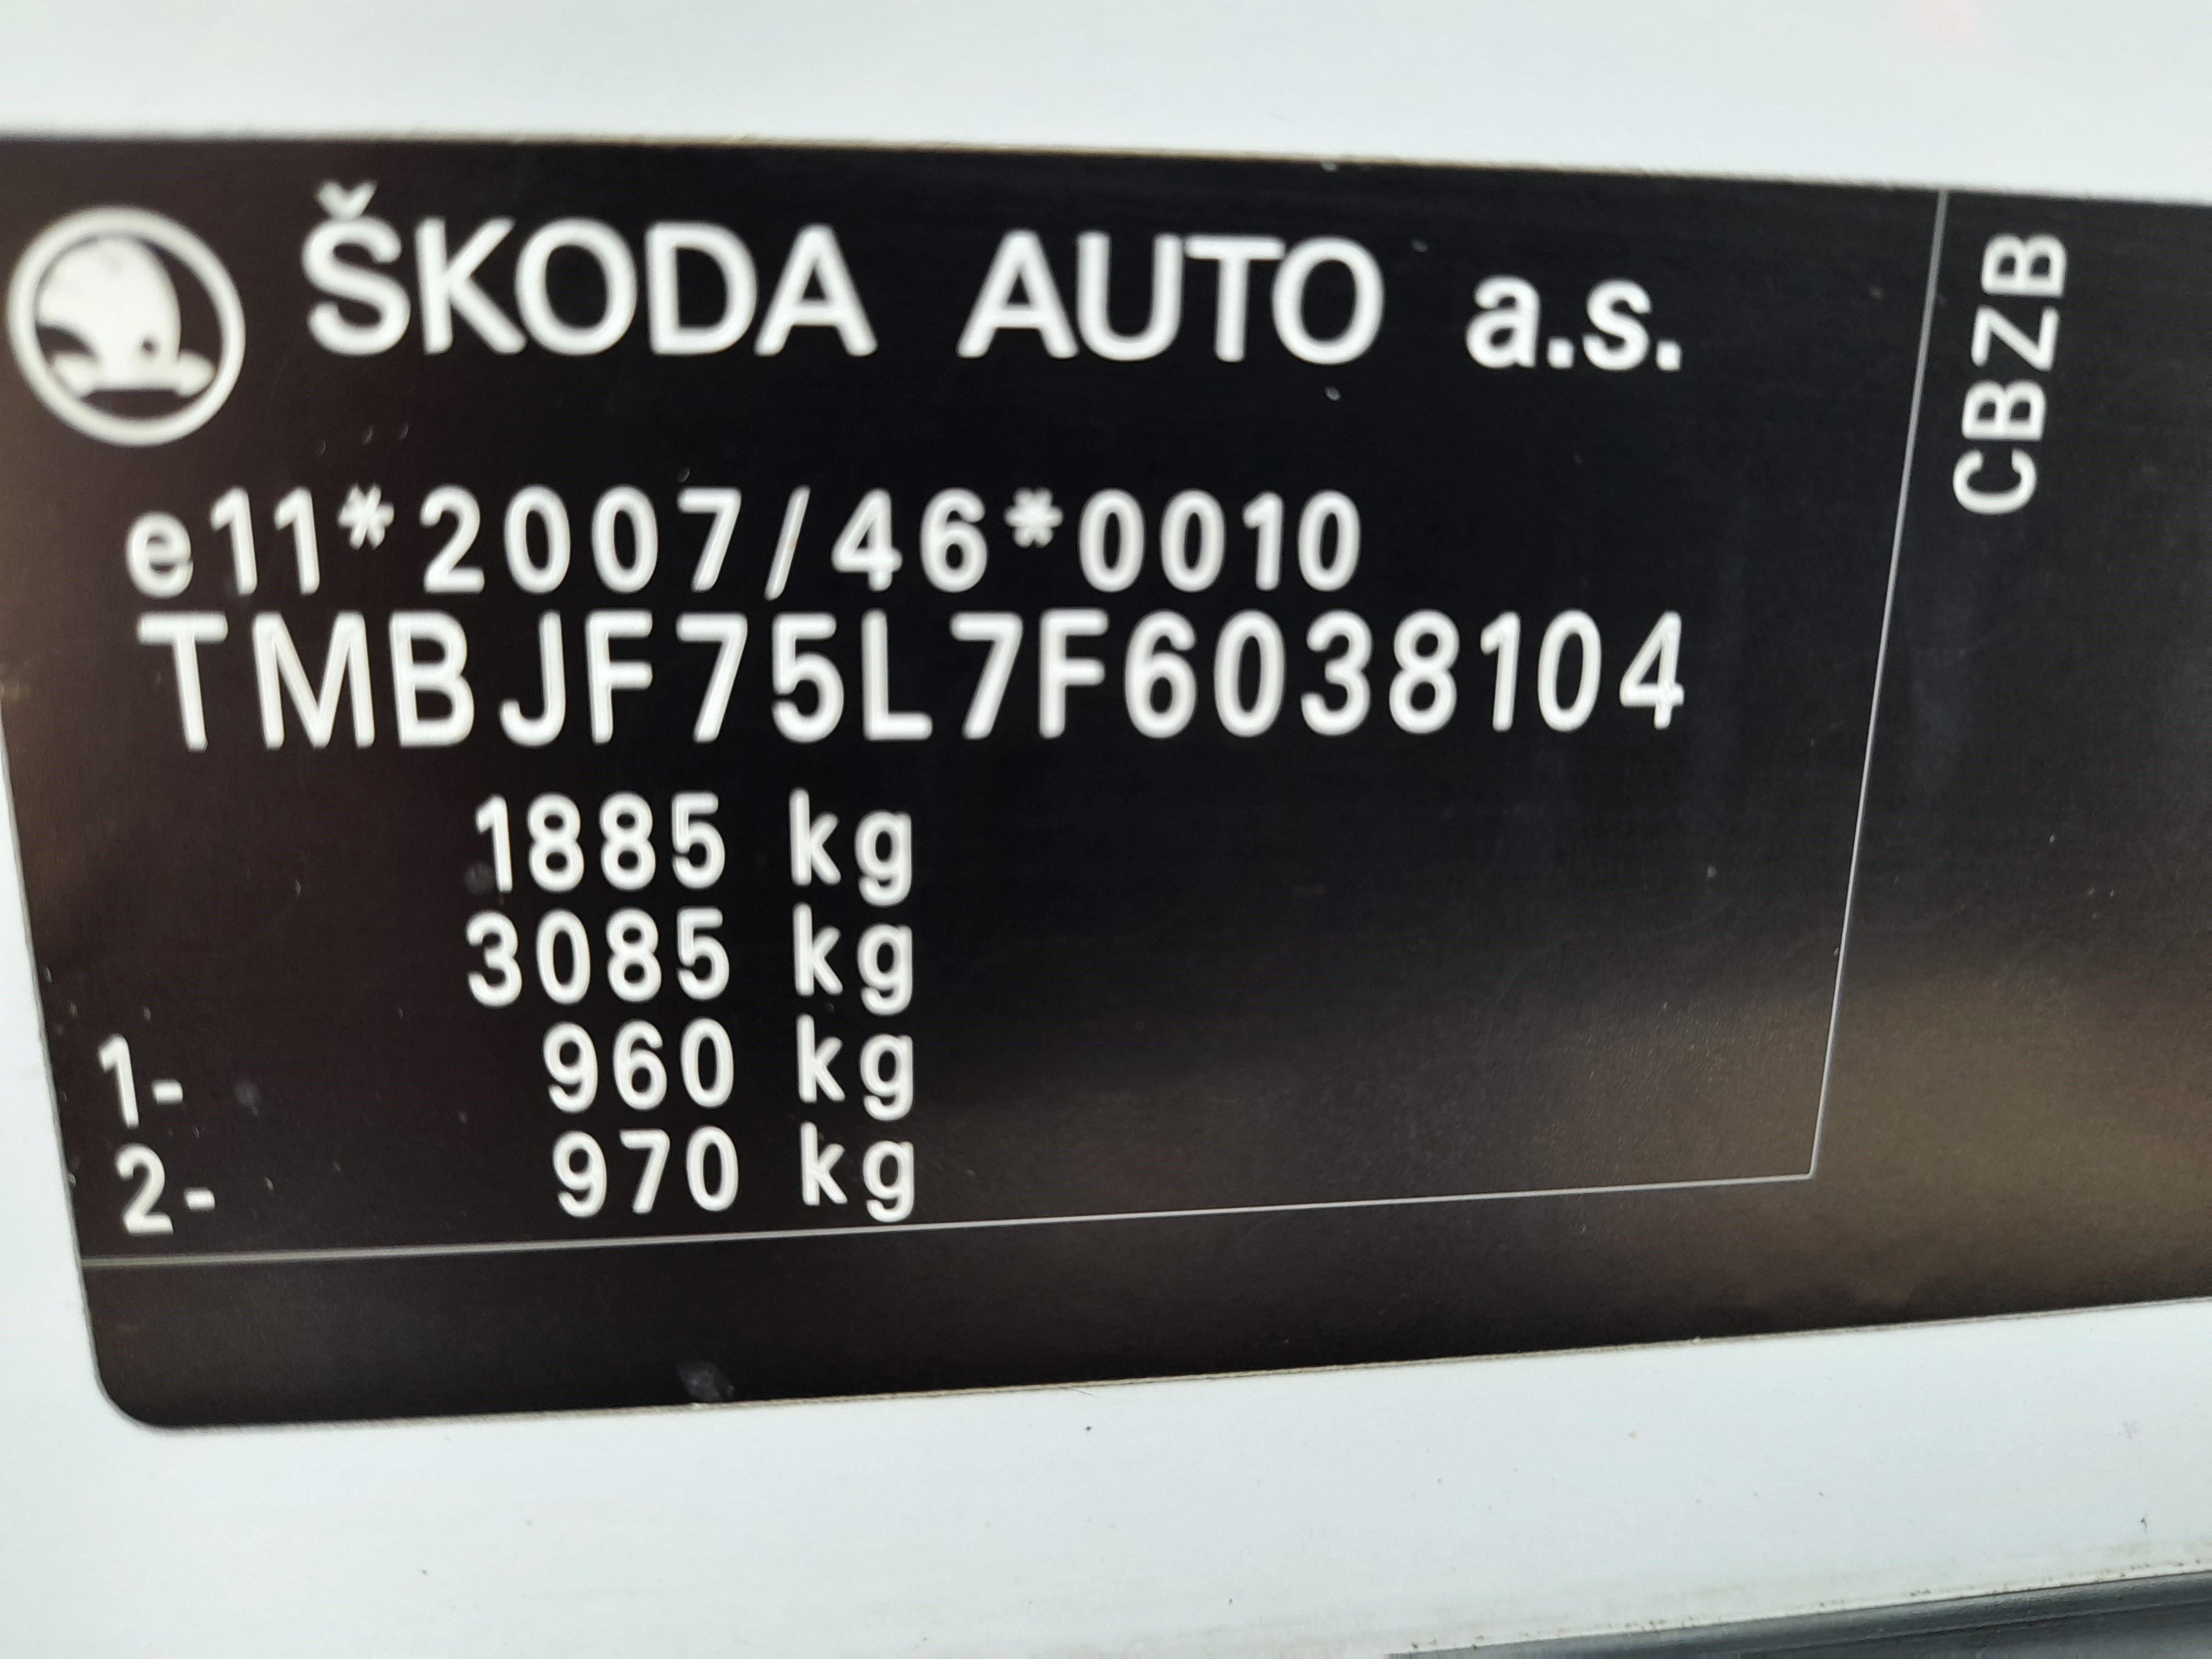 ŠKODA AUTO a.s.
e11*2007/46*0010
TMBJF75L7F6038104
1885 kg
3085 kg
1- 960 kg
2- 970 kg
CBZB